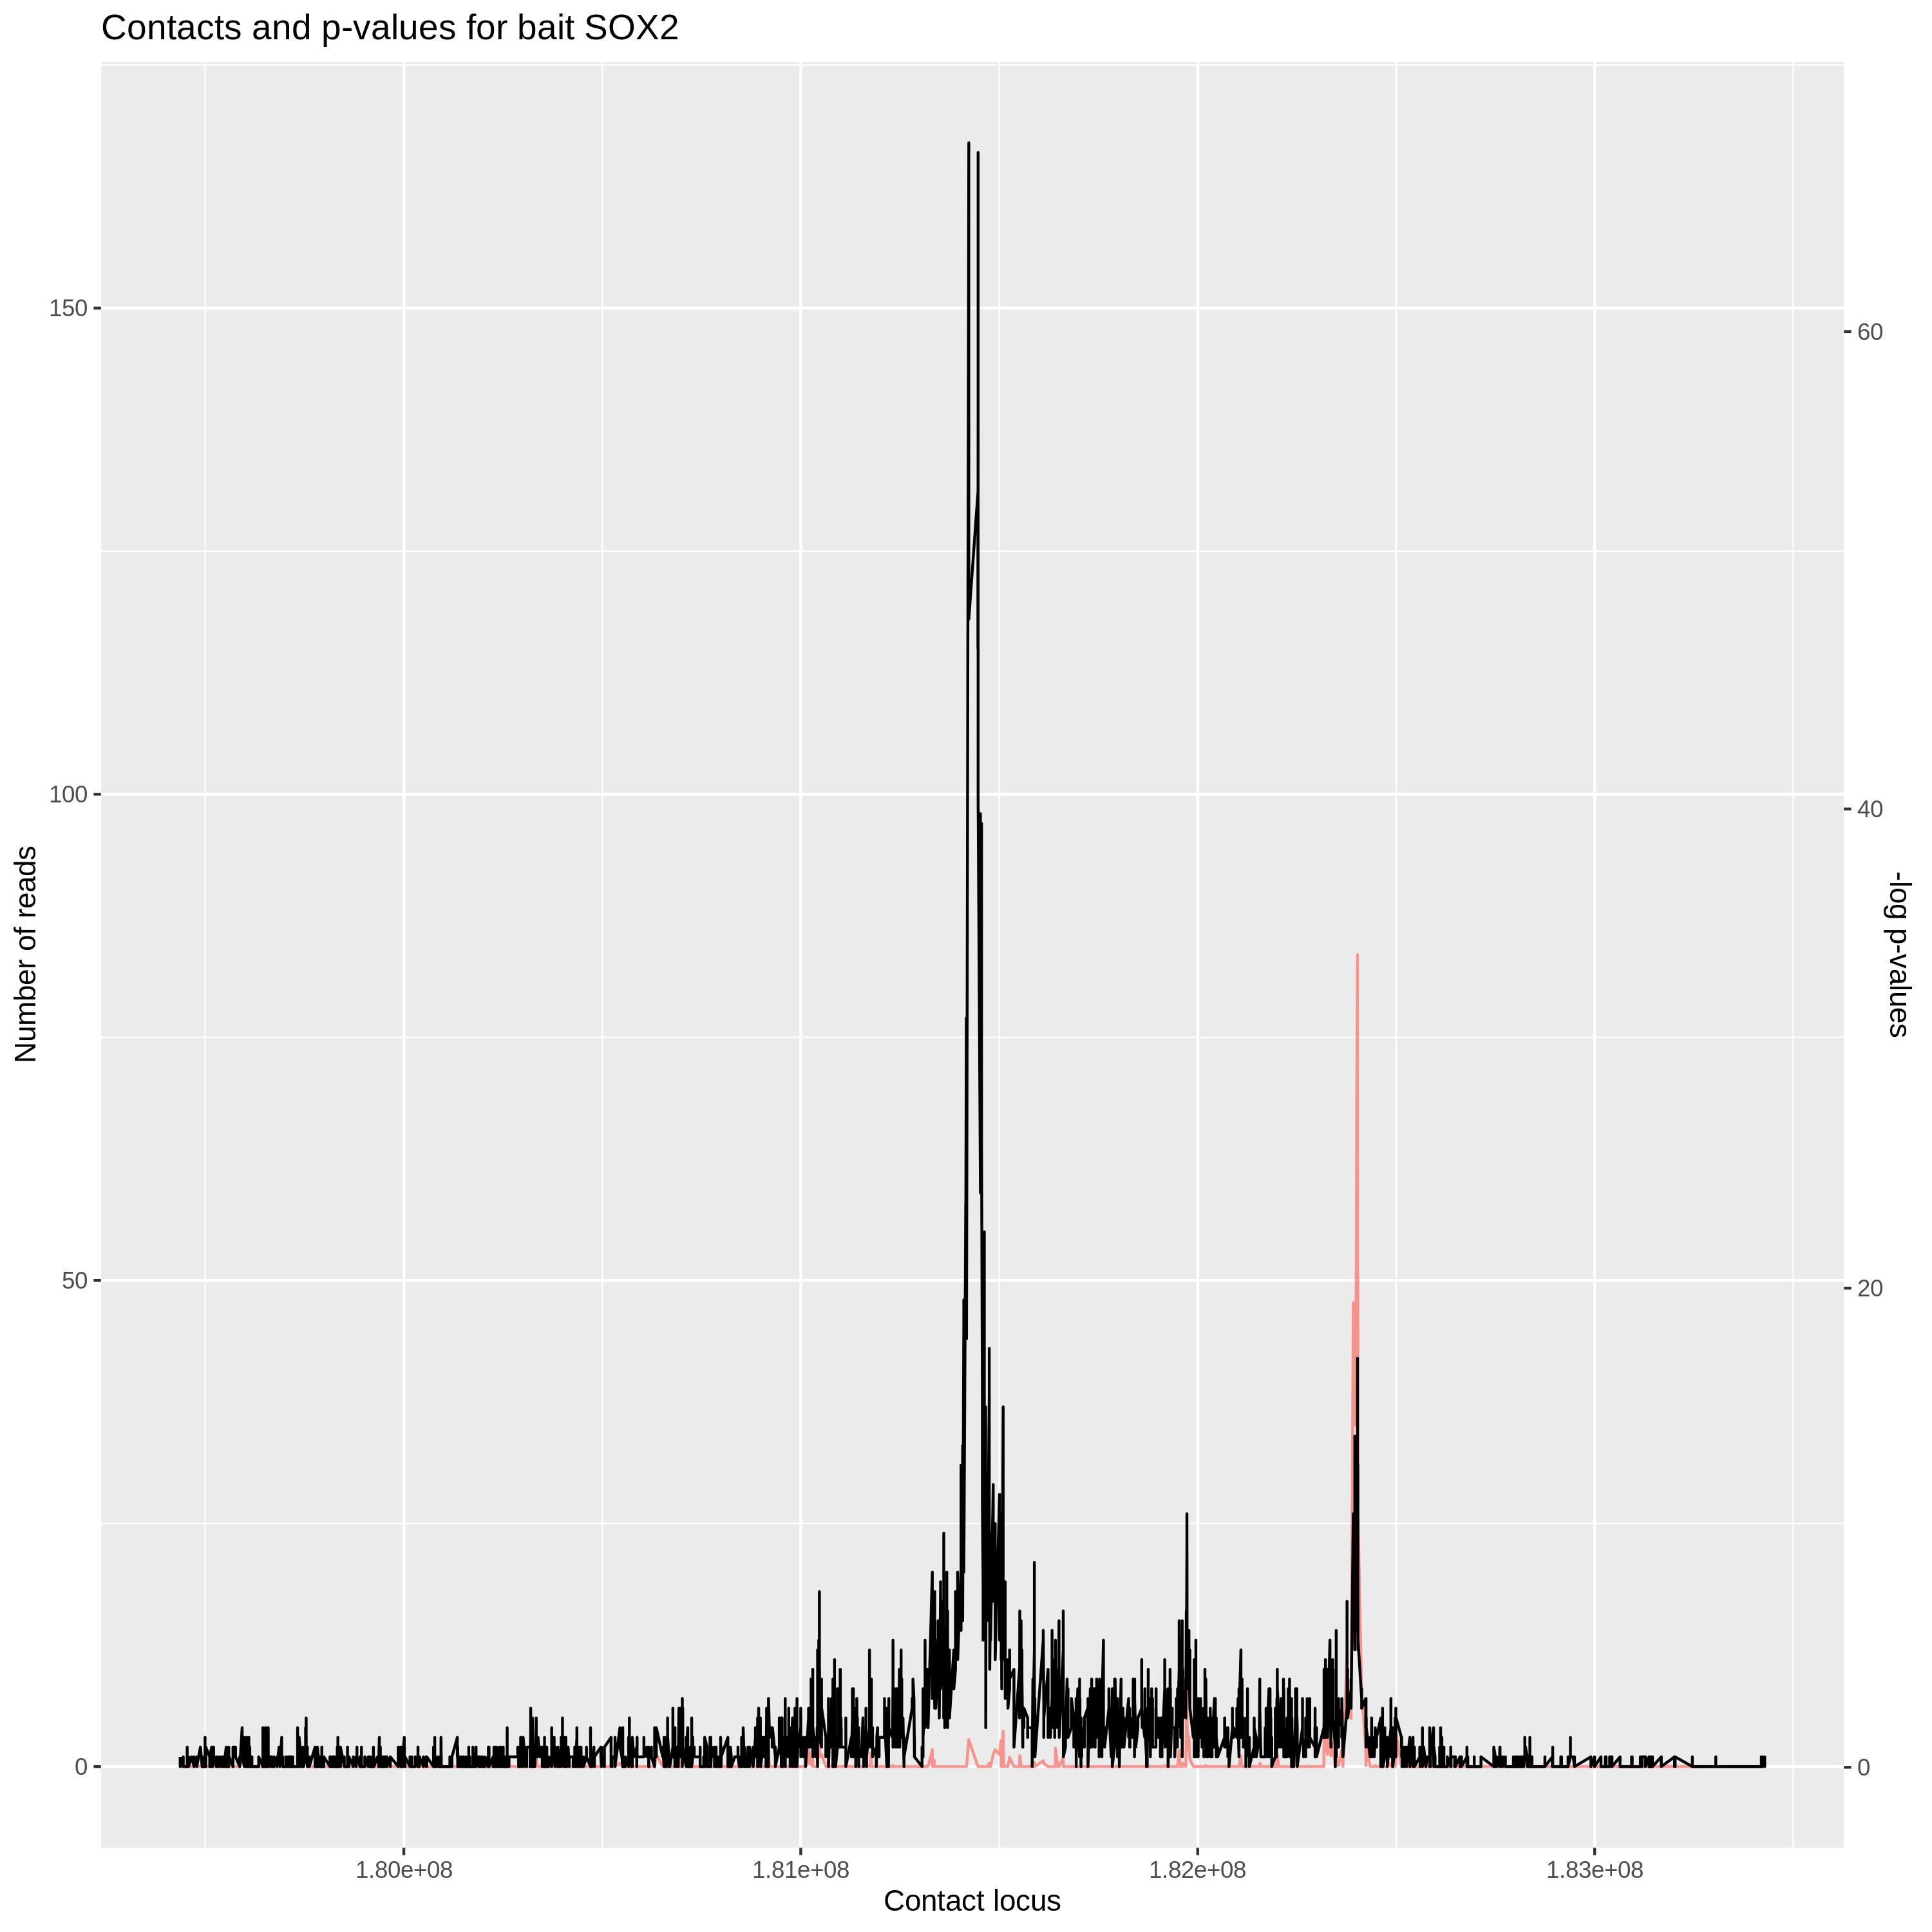 Contacts and p-values for bait SOX2
150
100
50
0
Number of reads
60
40
20
0
-log p-values
1.80e+08
1.81e+08
1.82e+08
1.83e+08
Contact locus